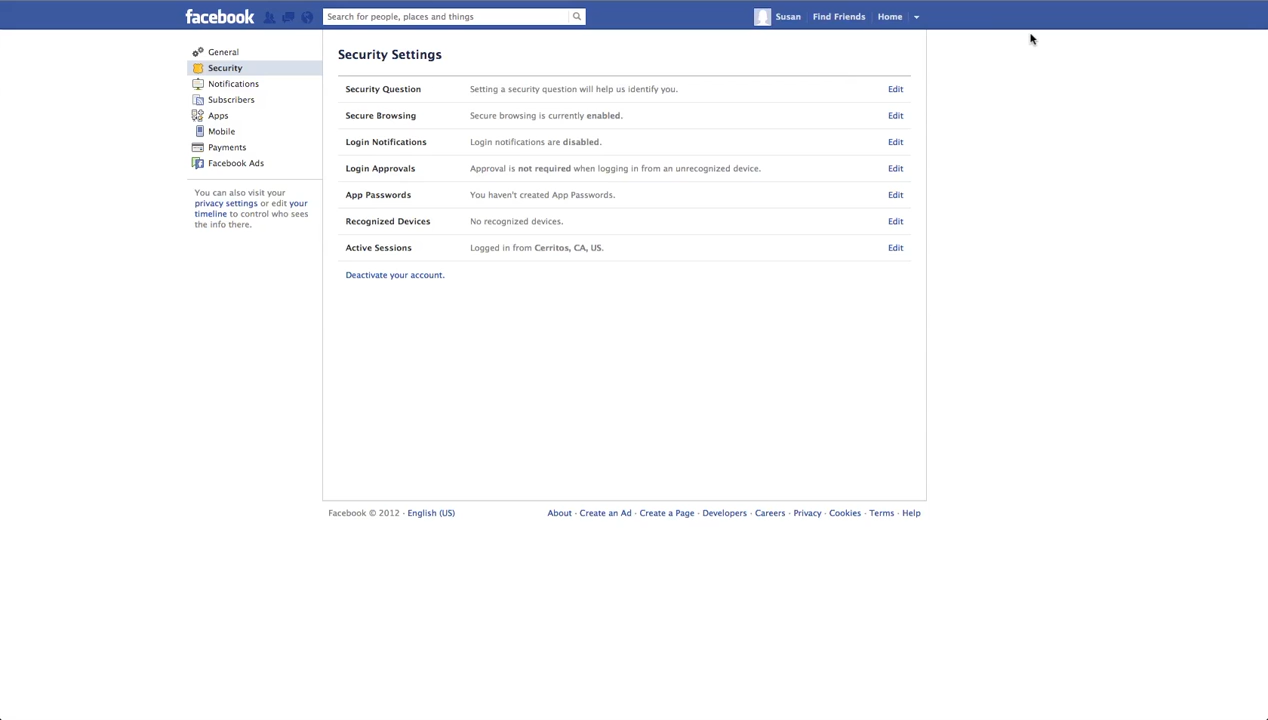 facebook Search for people, places and things Susan Find Friends Home
General
Security
Notifications
Subscribers
Apps
Mobile
Payments
Facebook Ads
You can also visit your
privacy settings or edit your
timeline to control who sees
the info there.
Security Settings
Security Question Setting a security question will help us identify you. Edit
Secure Browsing Secure browsing is currently enabled. Edit
Login Notifications Login notifications are disabled. Edit
Login Approvals Approval is not required when logging in from an unrecognized device. Edit
App Passwords You haven't created App Passwords. Edit
Recognized Devices No recognized devices. Edit
Active Sessions Logged in from Cerritos, CA, US. Edit
Deactivate your account.
Facebook © 2012 · English (US) About · Create an Ad · Create a Page · Developers · Careers · Privacy · Cookies · Terms · Help